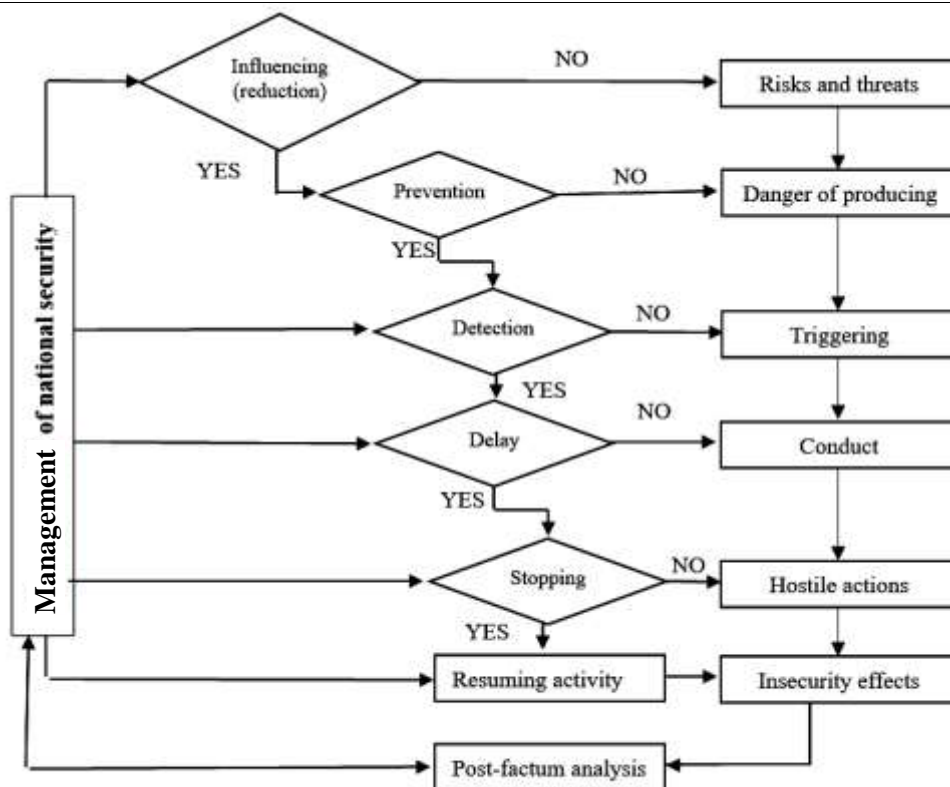 Influencing
(reduction)
NO
Risks and threats
YES
Prevention
NO
Danger of producing
YES
Management of national security
Detection
NO
Triggering
YES
Delay
NO
Conduct
YES
Stopping
NO
Hostile actions
YES
Resuming activity
Insecurity effects
Post-factum analysis